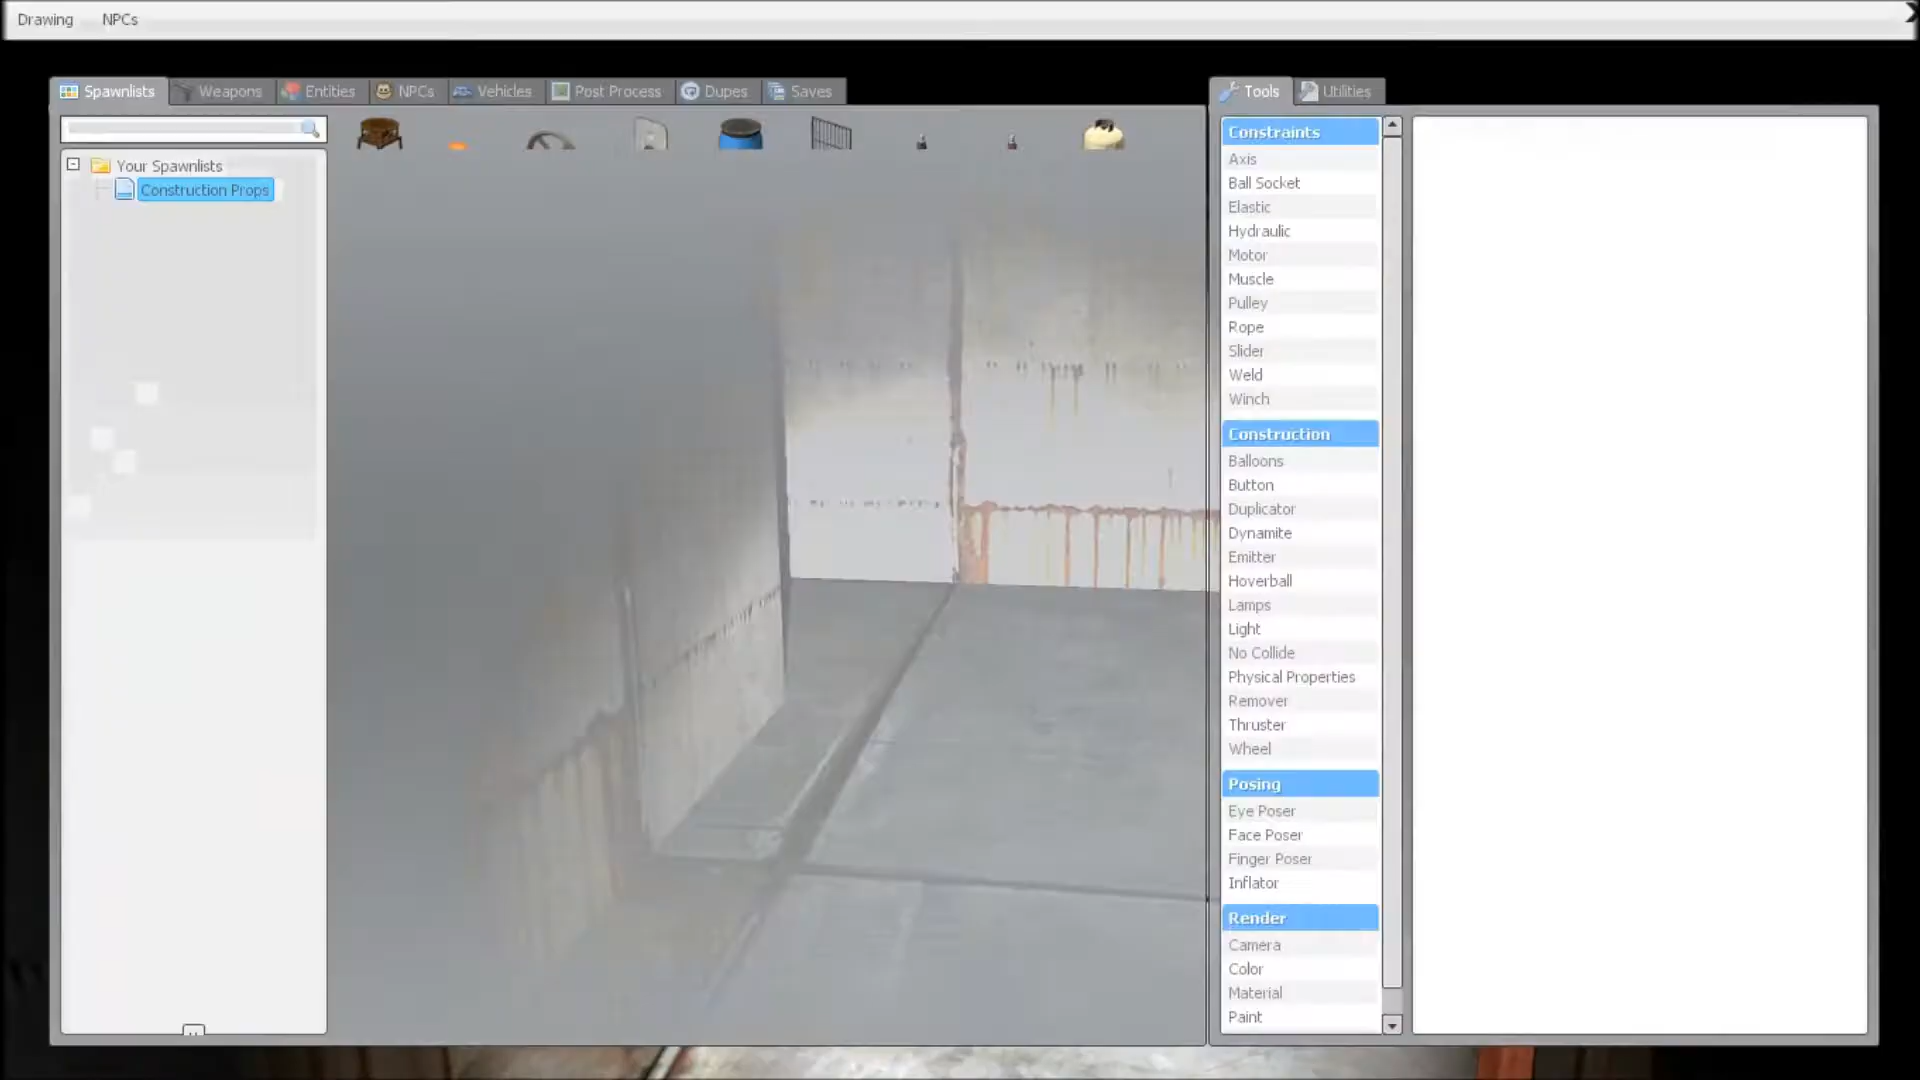 Drawing NPCs
Spawnlists Weapons Entities NPCs Vehicles Post Process Dupes Saves
Tools Utilities
Your Spawnlists
Construction Props
Constraints
Axis
Ball Socket
Elastic
Hydraulic
Motor
Muscle
Pulley
Rope
Slider
Weld
Winch
Construction
Balloons
Button
Duplicator
Dynamite
Emitter
Hoverball
Lamps
Light
No Collide
Physical Properties
Remover
Thruster
Wheel
Posing
Eye Poser
Face Poser
Finger Poser
Inflator
Render
Camera
Color
Material
Paint